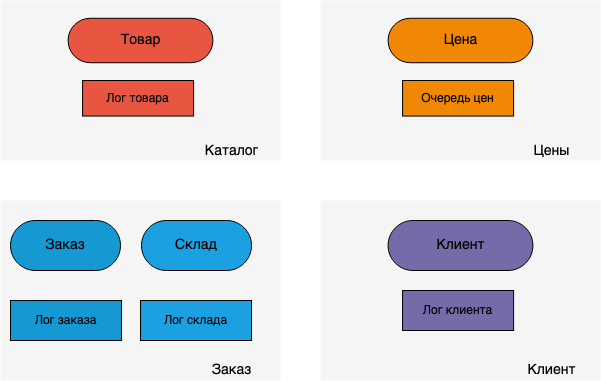 Товар
Лог товара
Каталог
Цена
Очередь цен
Цены
Заказ
Склад
Лог заказа
Лог склада
Заказ
Клиент
Лог клиента
Клиент